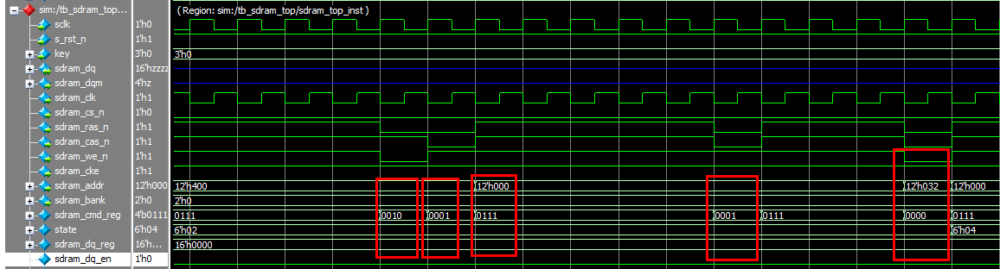 sim:/tb_sdram_top... ( Region: sim:/tb_sdram_top/sdram_top_inst )
sclk 1'h0
s_rst_n 1'h1
key 3'h0 3'h0
sdram_dq 16'hzzzz
sdram_dqm 4'hz
sdram_clk 1'h1
sdram_cs_n 1'h0
sdram_ras_n 1'h1
sdram_cas_n 1'h1
sdram_we_n 1'h1
sdram_cke 1'h1
sdram_addr 12'h000 12'h400 12'h000 12'h032 12'h000
sdram_bank 2'h0 2'h0
sdram_cmd_reg 4'b0111 0111 0010 0001 0111 0001 0111 0000 0111
state 6'h04 6'h02 6'h04
sdram_dq_reg 16'h... 16'h0000
sdram_dq_en 1'h0